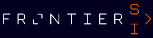 FRONTIER SI >